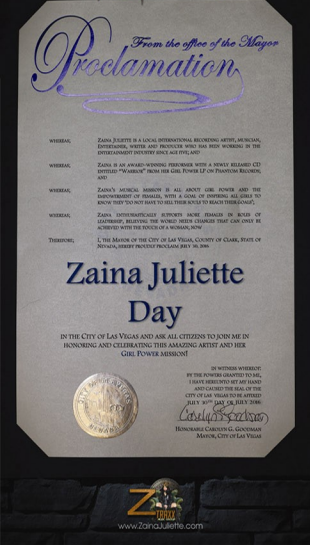 From the office of the Mayor
Proclamation
WHEREAS, ZAINA JULIETTE IS A LOCAL INTERNATIONAL RECORDING ARTIST, MUSICIAN,
ENTERTAINER, WRITER AND PRODUCER WHO HAS BEEN WORKING IN THE
ENTERTAINMENT INDUSTRY SINCE AGE FIVE; AND
WHEREAS, ZAINA IS AN AWARD-WINNING PERFORMER WITH A NEWLY RELEASED CD
ENTITLED "WARRIOR" FROM HER GIRL POWER LP ON PHANTOM RECORDS;
AND
WHEREAS, ZAINA'S MUSICAL MISSION IS ALL ABOUT GIRL POWER AND THE
EMPOWERMENT OF FEMALES, WITH A GOAL OF INSPIRING ALL GIRLS TO
KNOW THEY "DO NOT HAVE TO SELL THEIR SOULS TO REACH THEIR GOALS";
WHEREAS, ZAINA ENTHUSIASTICALLY SUPPORTS MORE FEMALES IN ROLES OF
LEADERSHIP, BELIEVING THE WORLD NEEDS CHANGES THAT CAN ONLY BE
ACHIEVED WITH THE TOUCH OF A WOMAN; NOW
THEREFORE, I, THE MAYOR OF THE CITY OF LAS VEGAS, COUNTY OF CLARK, STATE OF
NEVADA, HEREBY PROCLAIM JULY 30, 2016
Zaina Juliette
Day
IN THE CITY OF LAS VEGAS AND ASK ALL CITIZENS TO JOIN ME IN
HONORING AND CELEBRATING THIS AMAZING ARTIST AND HER
GIRL POWER MISSION!
IN WITNESS WHEREOF:
BY THE POWERS GRANTED TO ME,
I HAVE HEREUNTO SET MY HAND
AND CAUSED THE SEAL OF THE
CITY OF LAS VEGAS TO BE AFFIXED
JULY 30TH DAY OF JULY 2016
Carolyn G. Goodman
HONORABLE CAROLYN G. GOODMAN
MAYOR, CITY OF LAS VEGAS
www.ZainaJuliette.com